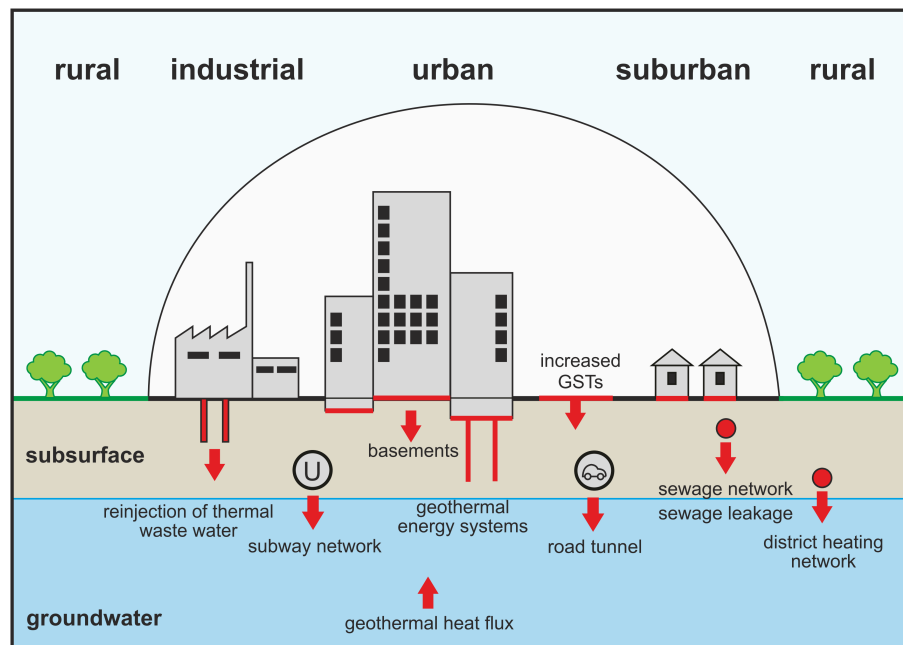 rural industrial urban suburban rural
increased
GSTs
subsurface
basements
U
reinjection of thermal
waste water
subway network
geothermal
energy systems
road tunnel
sewage network
sewage leakage
district heating
network
groundwater
geothermal heat flux